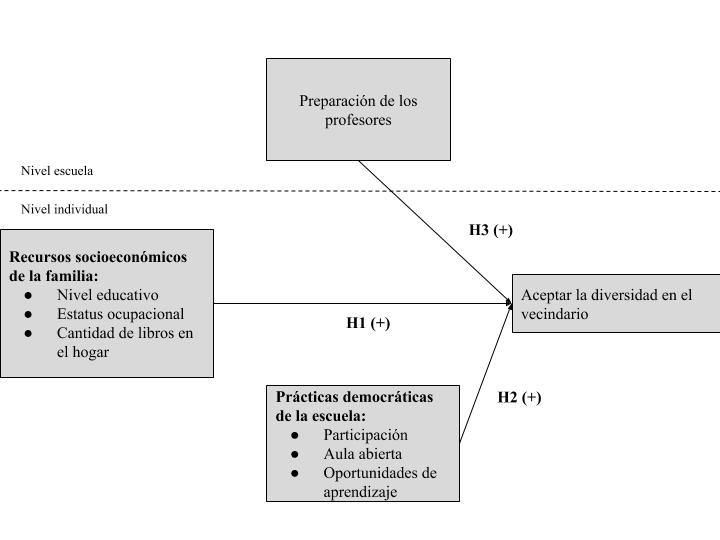 Preparación de los
profesores
Nivel escuela
Nivel individual
H3 (+)
Recursos socioeconómicos
de la familia:
● Nivel educativo
● Estatus ocupacional
● Cantidad de libros en
el hogar
Aceptar la diversidad en el
vecindario
H1 (+)
Prácticas democráticas
de la escuela:
● Participación
● Aula abierta
● Oportunidades de
aprendizaje
H2 (+)